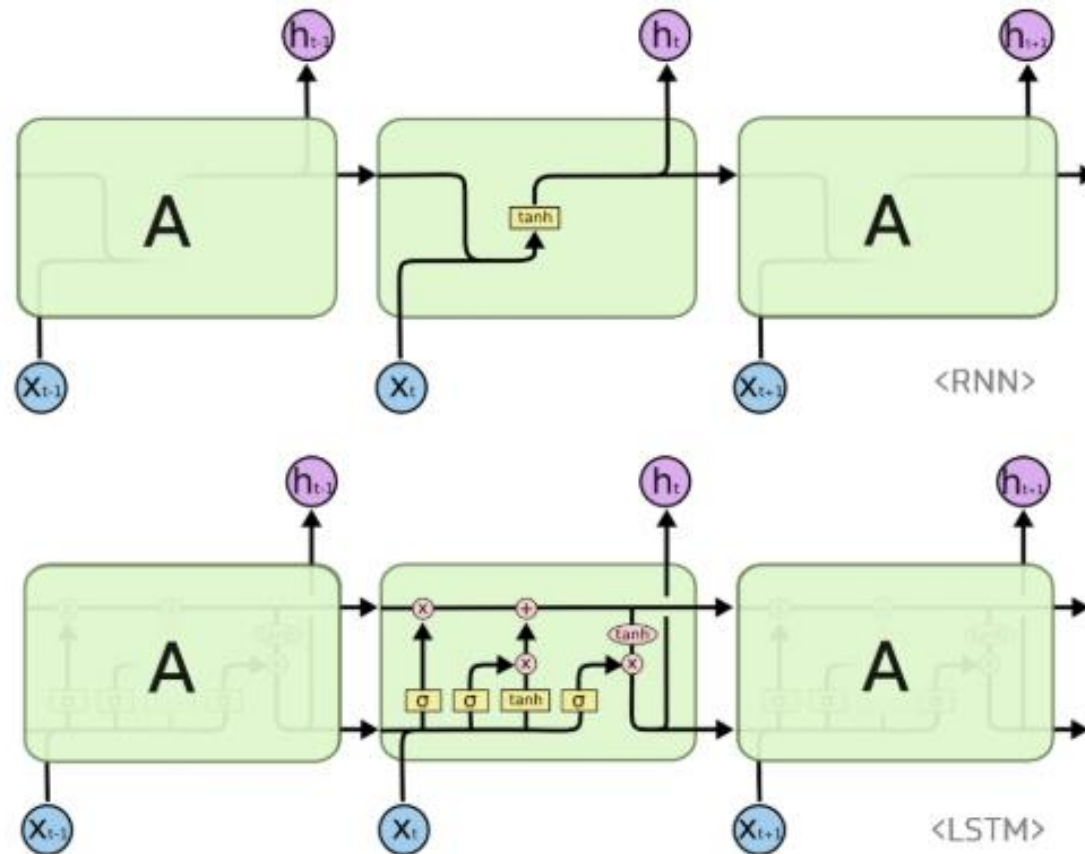 hₜ₋₁ hₜ hₜ₊₁
A tanh A
xₜ₋₁ xₜ xₜ₊₁ <RNN>
hₜ₋₁ hₜ hₜ₊₁
x +
tanh
A x x A
σ σ tanh σ
xₜ₋₁ xₜ xₜ₊₁ <LSTM>